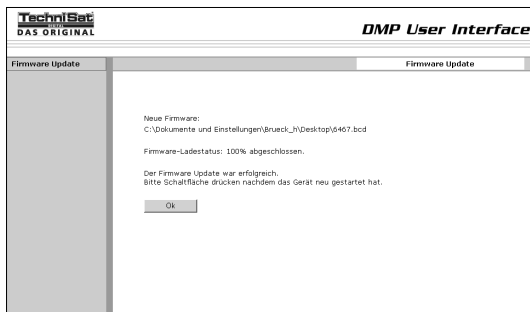 TechniSat
DIGITAL
DAS ORIGINAL
DMP User Interface
Firmware Update
Firmware Update
Neue Firmware:
C:\Dokumente und Einstellungen\Brueck_h\Desktop\6467.bcd
Firmware-Ladestatus: 100% abgeschlossen.
Der Firmware Update war erfolgreich.
Bitte Schaltfläche drücken nachdem das Gerät neu gestartet hat.
Ok